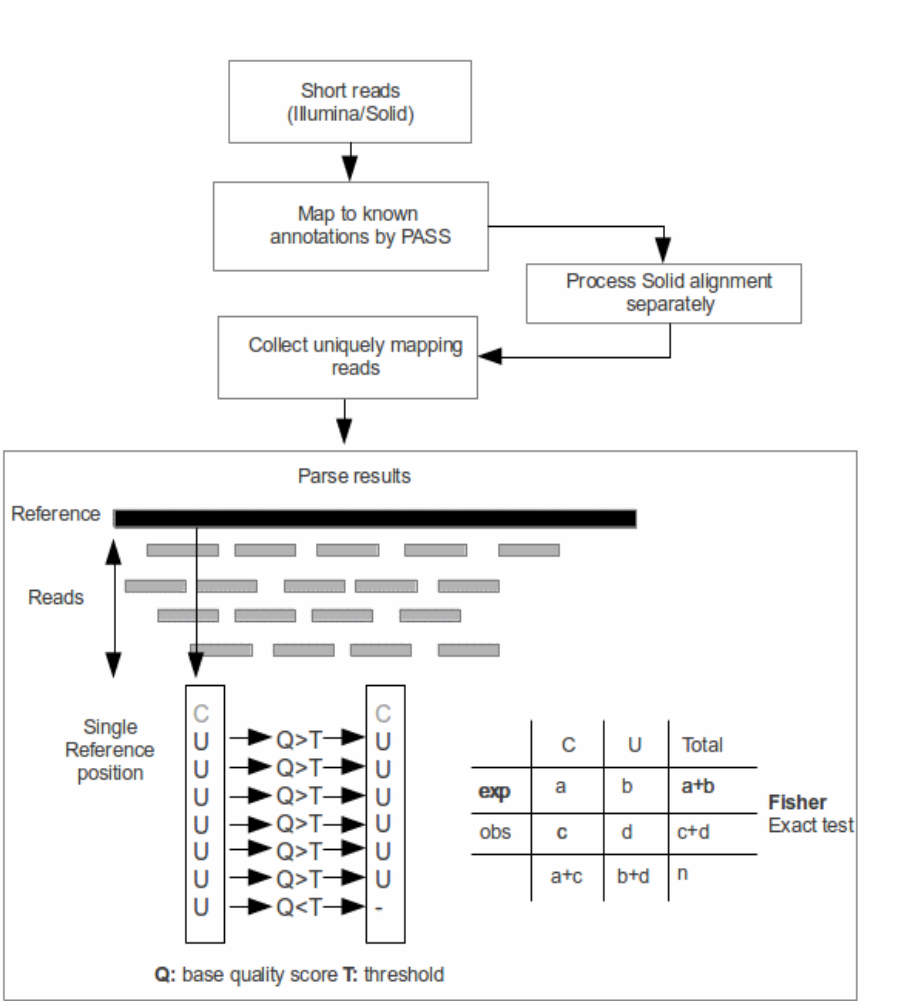 Short reads
(Illumina/Solid)
Map to known
annotations by PASS
Process Solid alignment
separately
Collect uniquely mapping
reads
Parse results
Reference
Reads
Single
Reference
position
C C
U Q>T U
U Q>T U
U Q>T U
U Q>T U
U Q>T U
U Q>T U
U Q<T -
C U Total
exp a b a+b
obs c d c+d
a+c b+d n
Fisher
Exact test
Q: base quality score T: threshold